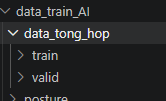 data_train_AI
data_tong_hop
train
valid
posture